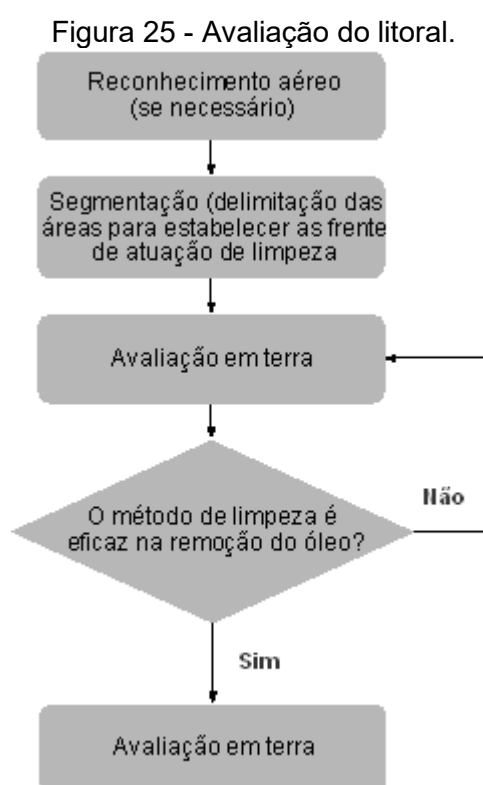 Figura 25 - Avaliação do litoral.
Reconhecimento aéreo
(se necessário)
Segmentação (delimitação das
áreas para estabelecer as frente
de atuação de limpeza
Avaliação em terra
O método de limpeza é
eficaz na remoção do óleo?
Não
Sim
Avaliação em terra